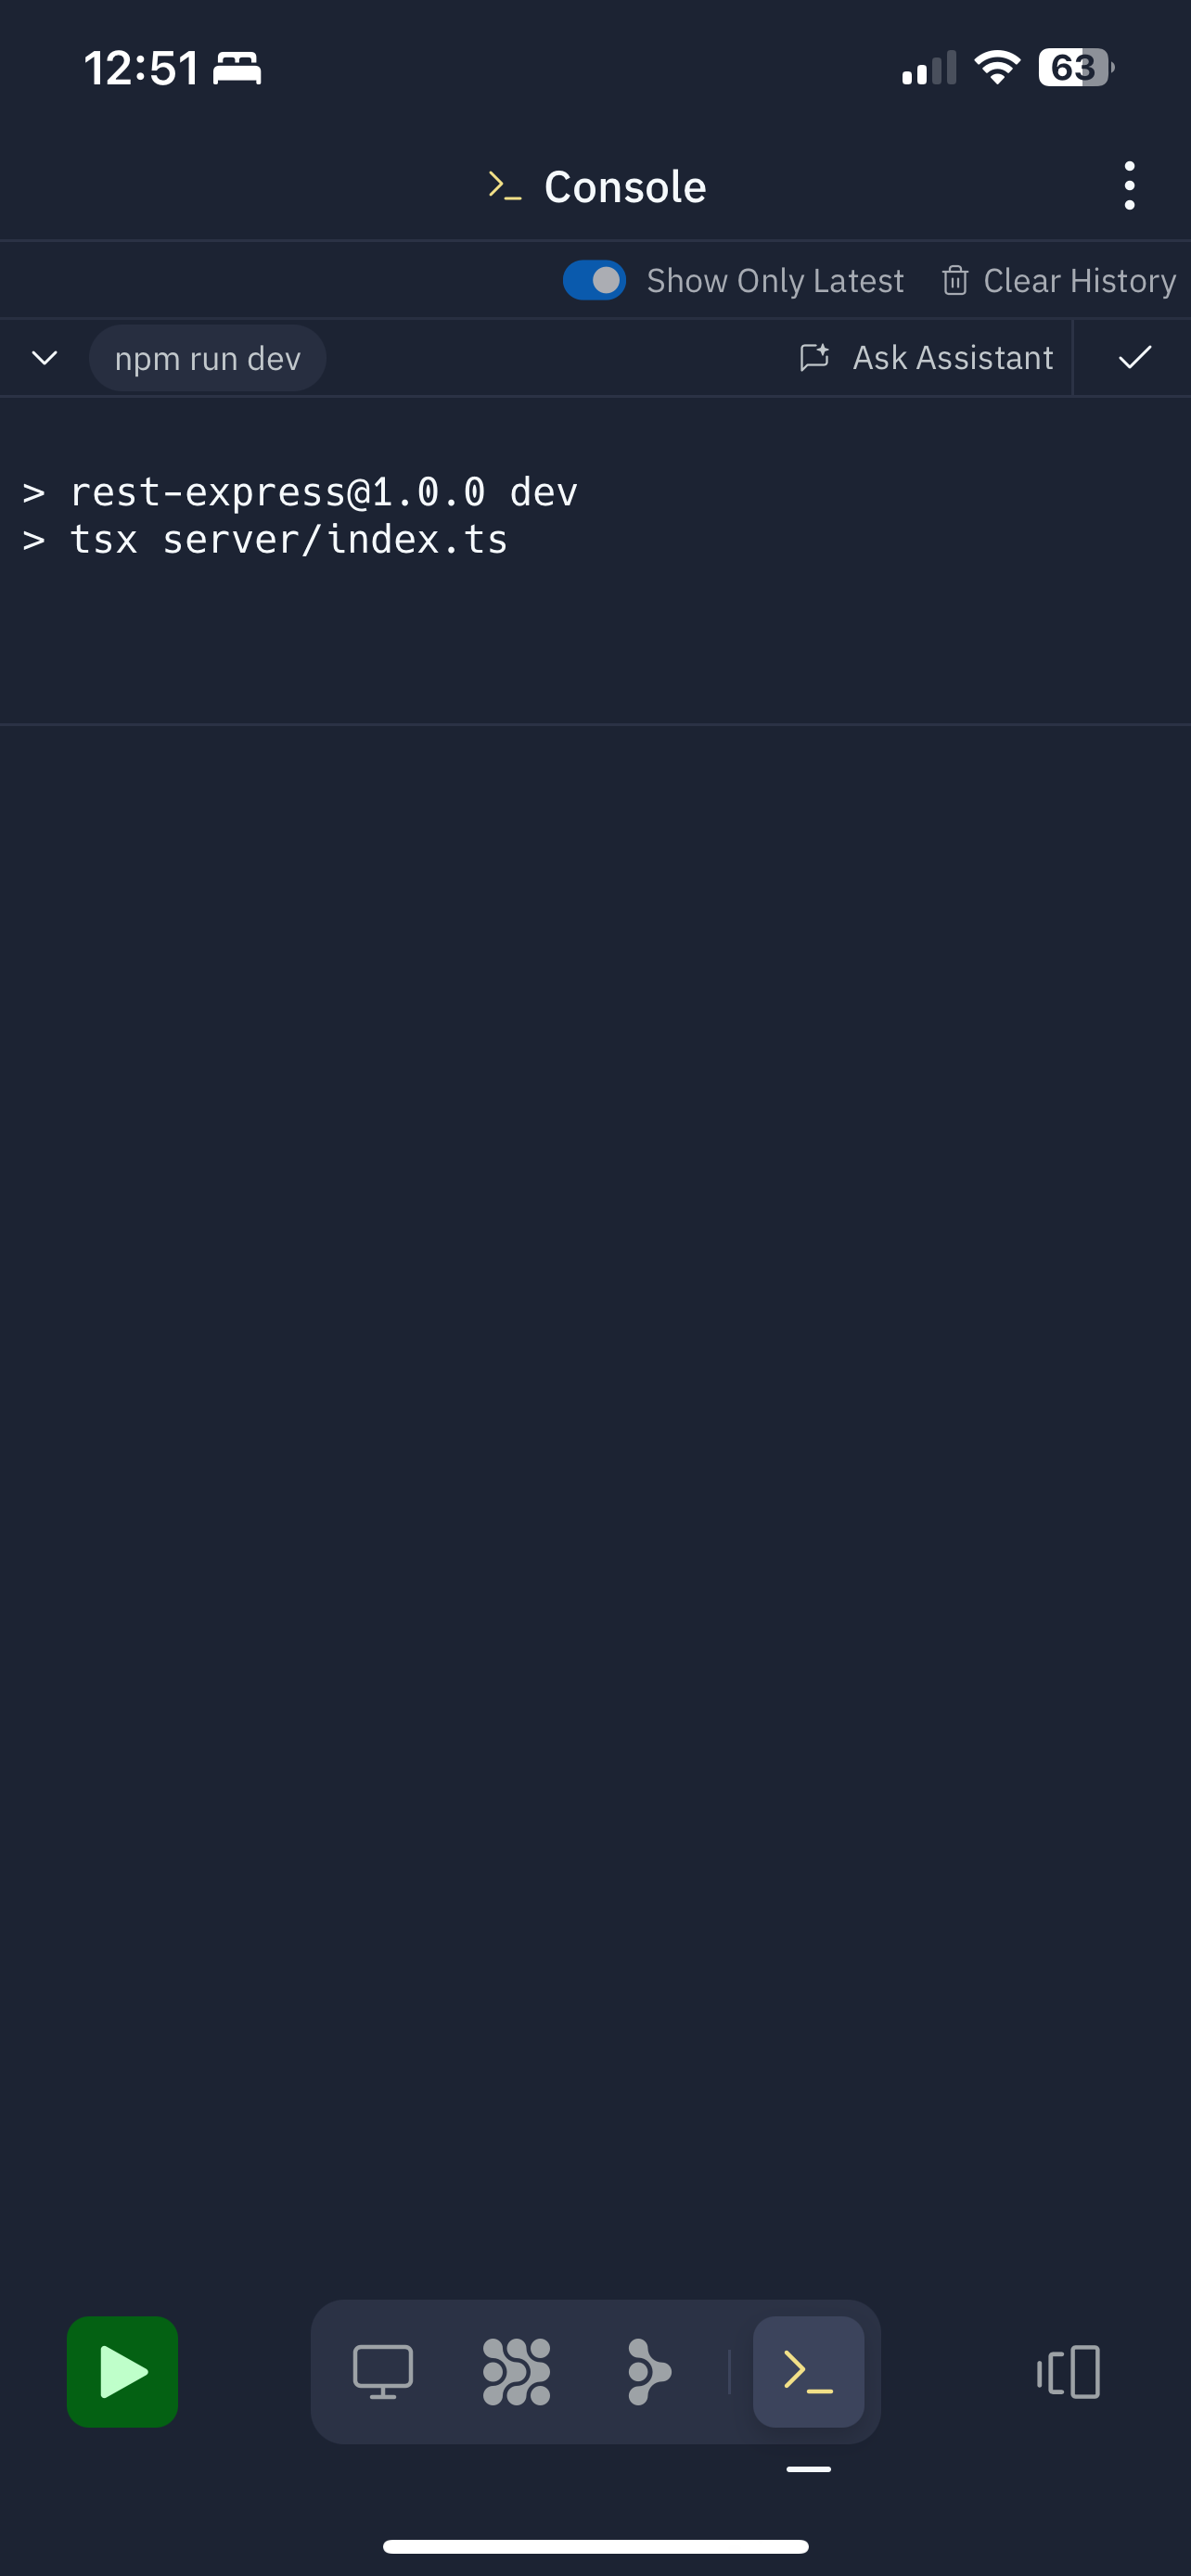 12:51
63
Console
Show Only Latest
Clear History
npm run dev
Ask Assistant
> rest-express@1.0.0 dev
> tsx server/index.ts